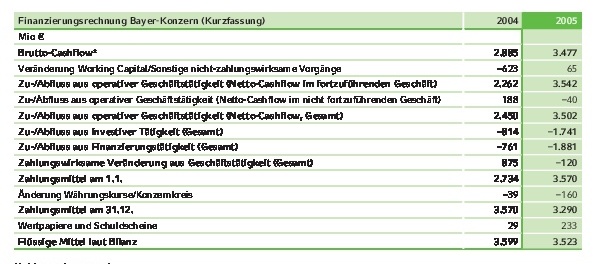 Finanzierungsrechnung Bayer-Konzern (Kurzfassung) 2004 2005
Mio €
Brutto-Cashflow* 2.885 3.477
Veränderung Working Capital/Sonstige nicht-zahlungswirksame Vorgänge –623 65
Zu-/Abfluss aus operativer Geschäftstätigkeit (Netto-Cashflow im fortzuführenden Geschäft) 2.262 3.542
Zu-/Abfluss aus operativer Geschäftstätigkeit (Netto-Cashflow im nicht fortzuführenden Geschäft) 188 –40
Zu-/Abfluss aus operativer Geschäftstätigkeit (Netto-Cashflow, Gesamt) 2.450 3.502
Zu-/Abfluss aus investiver Tätigkeit (Gesamt) –814 –1.741
Zu-/Abfluss aus Finanzierungstätigkeit (Gesamt) –761 –1.881
Zahlungswirksame Veränderung aus Geschäftstätigkeit (Gesamt) 875 –120
Zahlungsmittel am 1.1. 2.734 3.570
Änderung Währungskurse/Konzernkreis –39 –160
Zahlungsmittel am 31.12. 3.570 3.290
Wertpapiere und Schuldscheine 29 233
Flüssige Mittel laut Bilanz 3.599 3.523